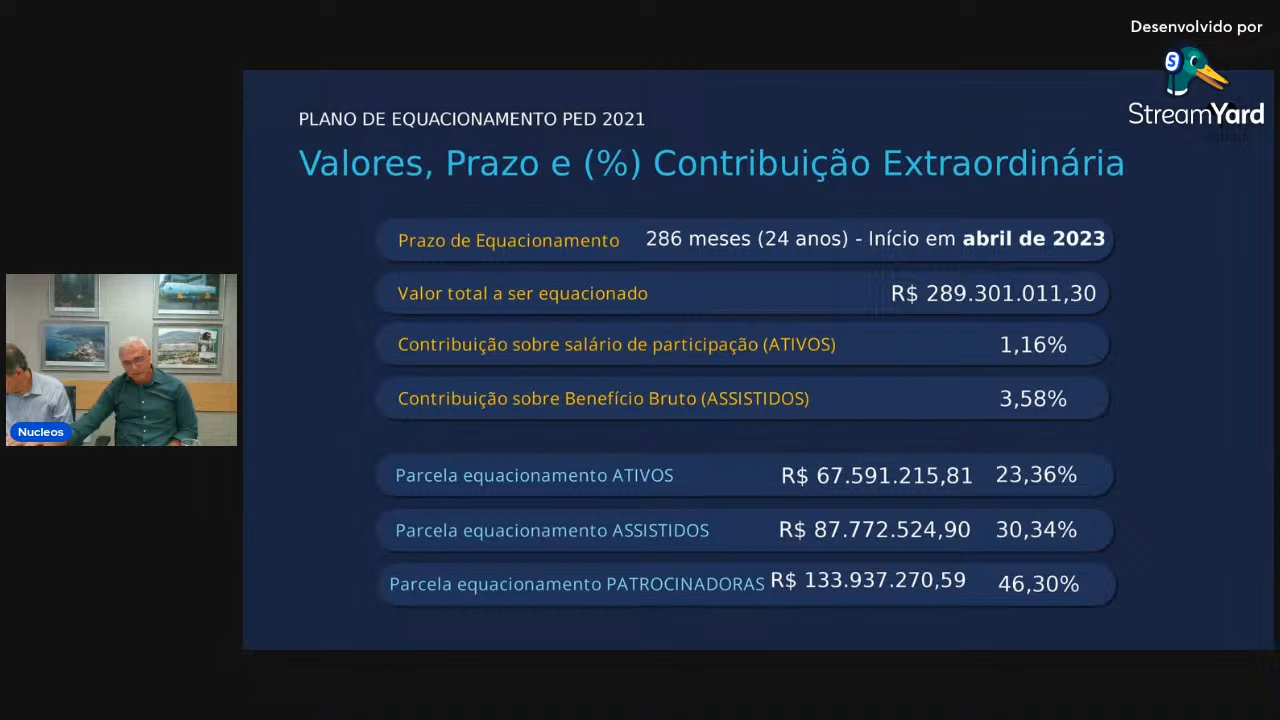 Desenvolvido por
StreamYard
PLANO DE EQUACIONAMENTO PED 2021
Valores, Prazo e (%) Contribuição Extraordinária
Prazo de Equacionamento 286 meses (24 anos) - Início em abril de 2023
Valor total a ser equacionado R$ 289.301.011,30
Contribuição sobre salário de participação (ATIVOS) 1,16%
Contribuição sobre Benefício Bruto (ASSISTIDOS) 3,58%
Parcela equacionamento ATIVOS R$ 67.591.215,81 23,36%
Parcela equacionamento ASSISTIDOS R$ 87.772.524,90 30,34%
Parcela equacionamento PATROCINADORAS R$ 133.937.270,59 46,30%
Nucleos